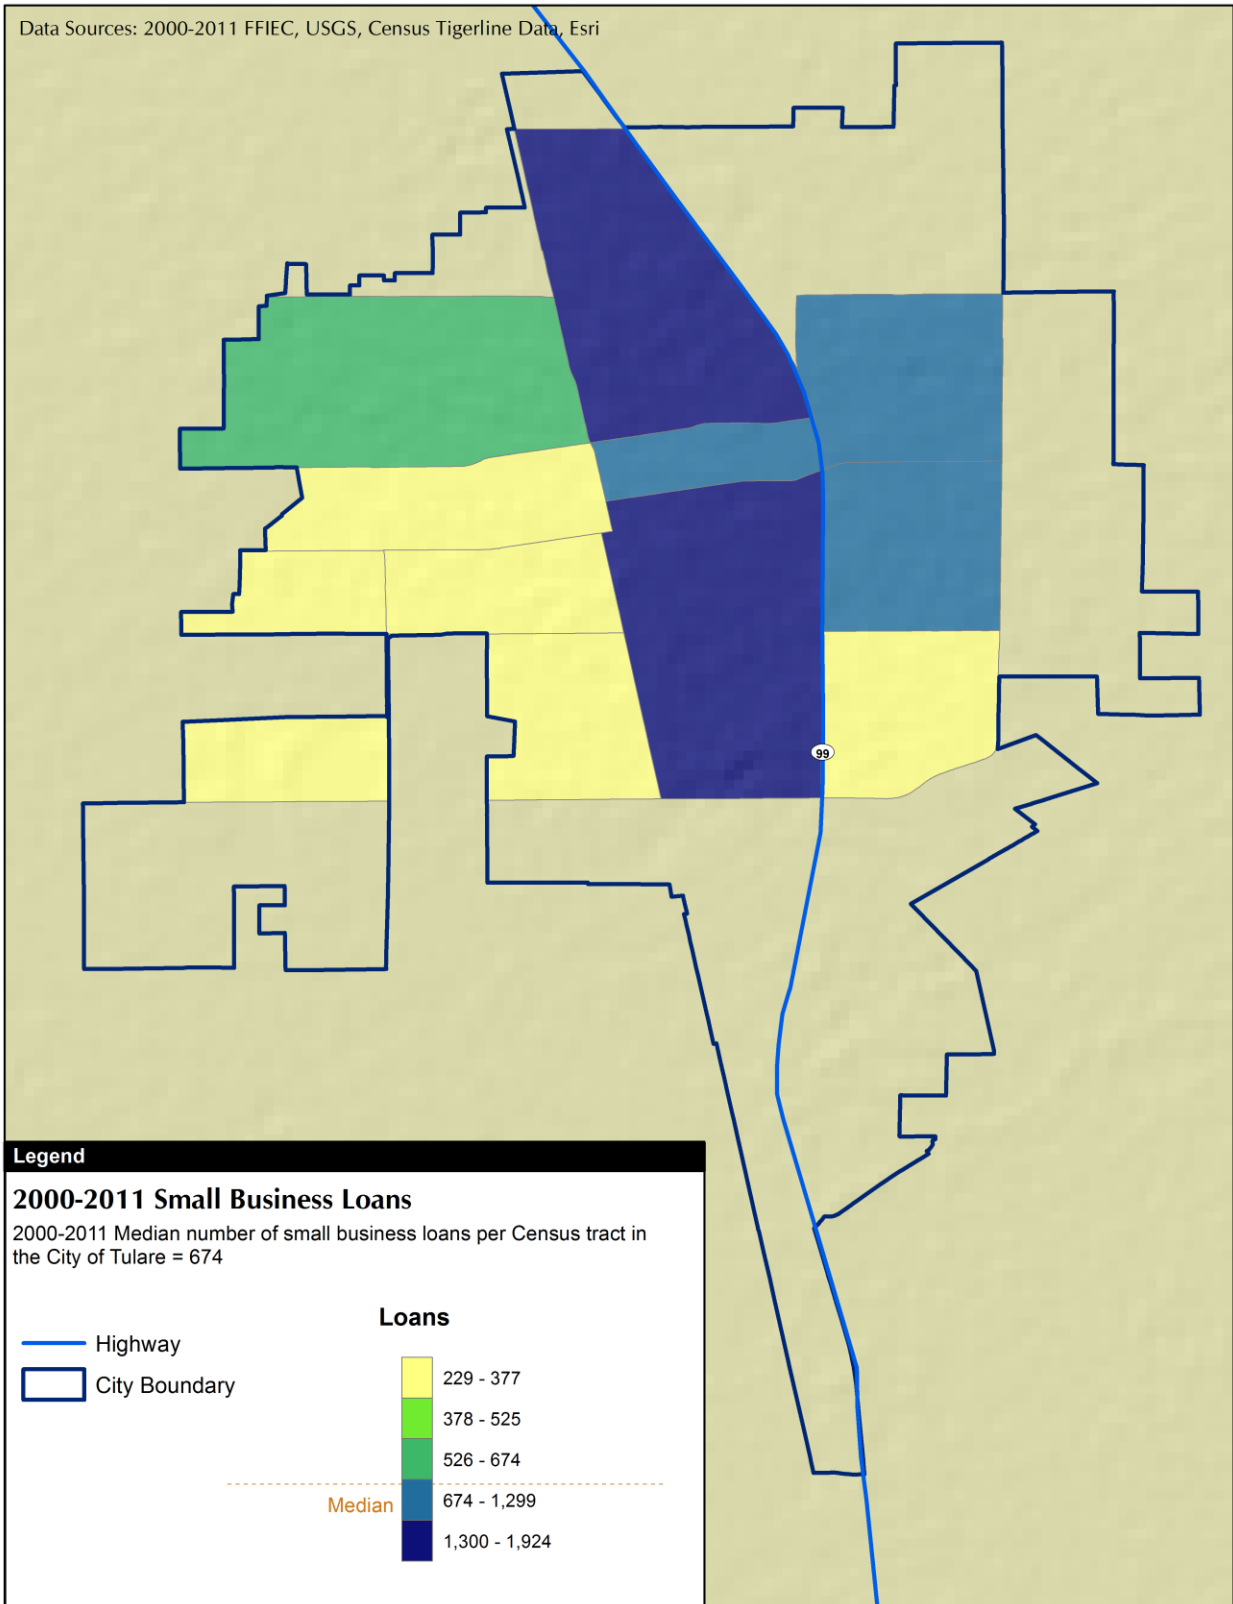 Data Sources: 2000-2011 FFIEC, USGS, Census Tigerline Data, Esri
99
Legend
2000-2011 Small Business Loans
2000-2011 Median number of small business loans per Census tract in
the City of Tulare = 674
Loans
Highway
City Boundary
229 - 377
378 - 525
526 - 674
Median
674 - 1,299
1,300 - 1,924